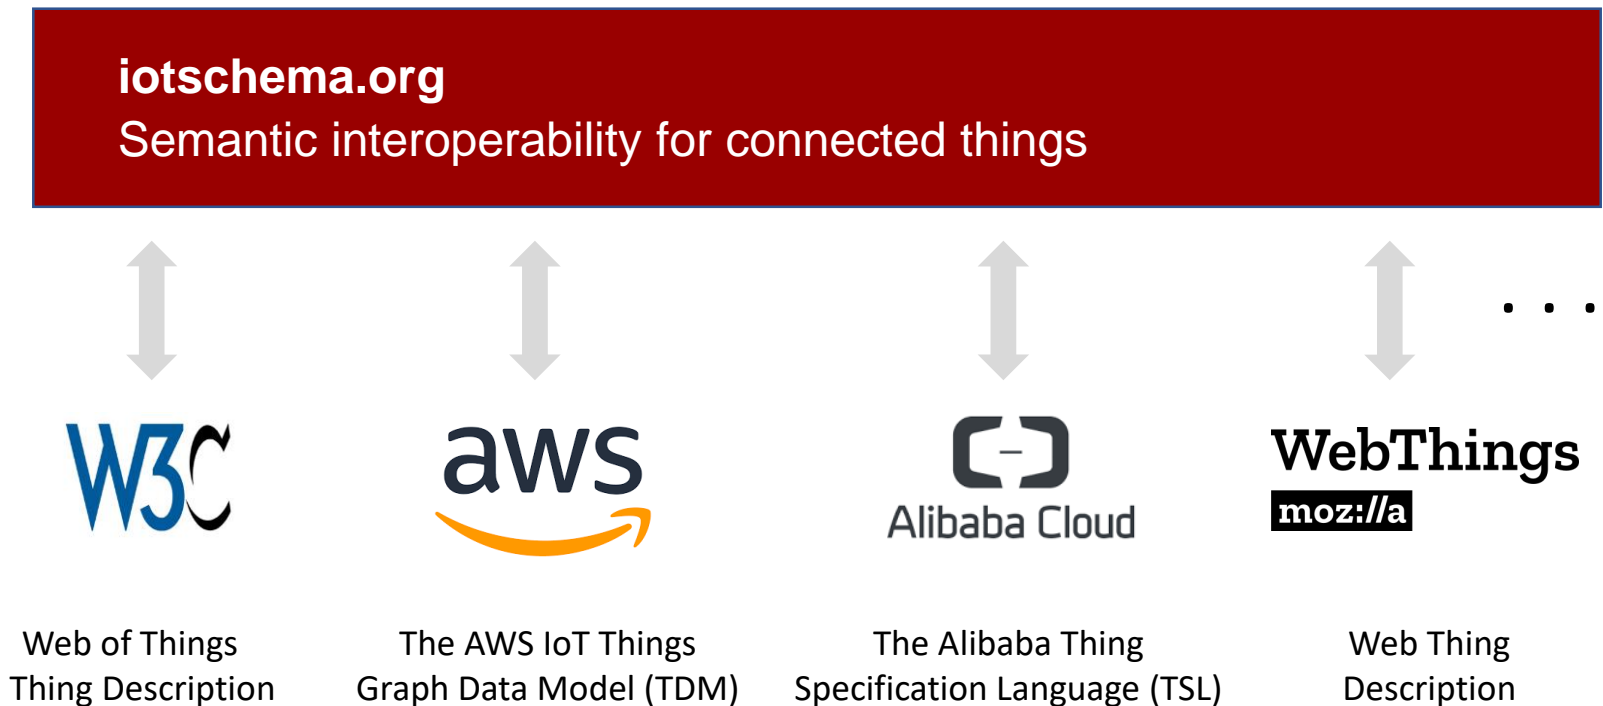 iotschema.org
Semantic interoperability for connected things
. . .
W3C
aws
Alibaba Cloud
WebThings
moz://a
Web of Things
Thing Description
The AWS IoT Things
Graph Data Model (TDM)
The Alibaba Thing
Specification Language (TSL)
Web Thing
Description